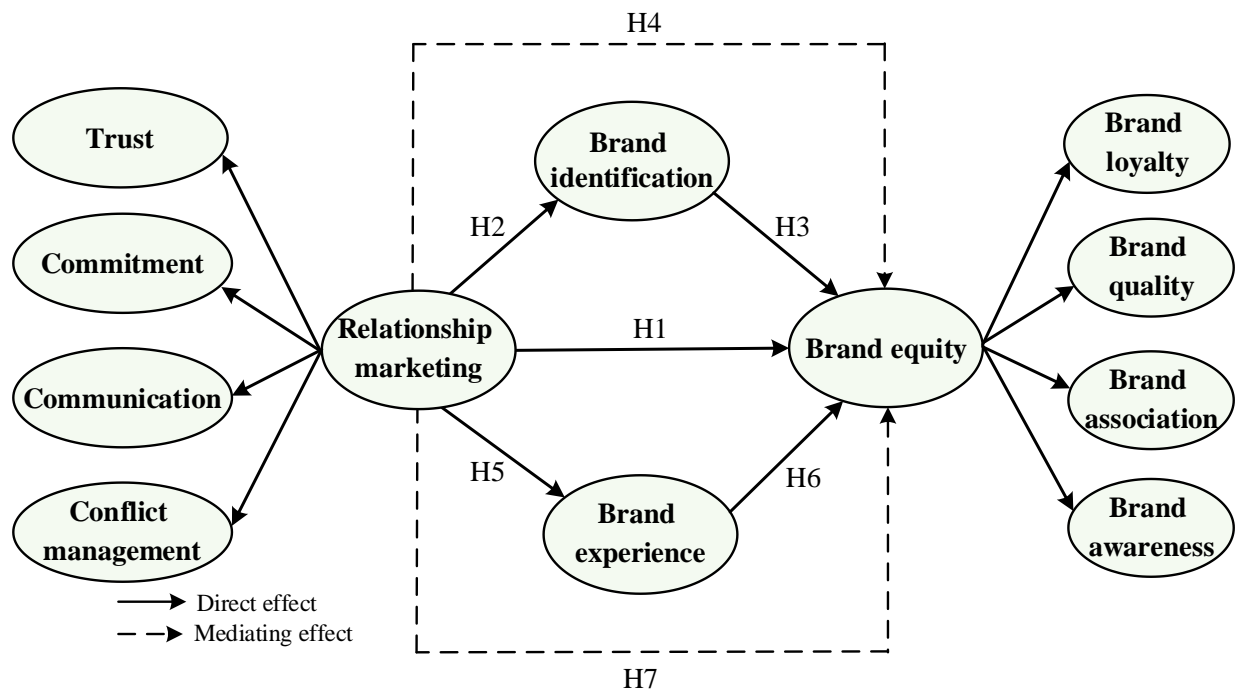 H4
Trust
Brand
identification
Brand
loyalty
H2
H3
Commitment
Brand
quality
Relationship
marketing
H1
Brand equity
Communication
Brand
association
H5
H6
Conflict
management
Brand
experience
Brand
awareness
Direct effect
Mediating effect
H7